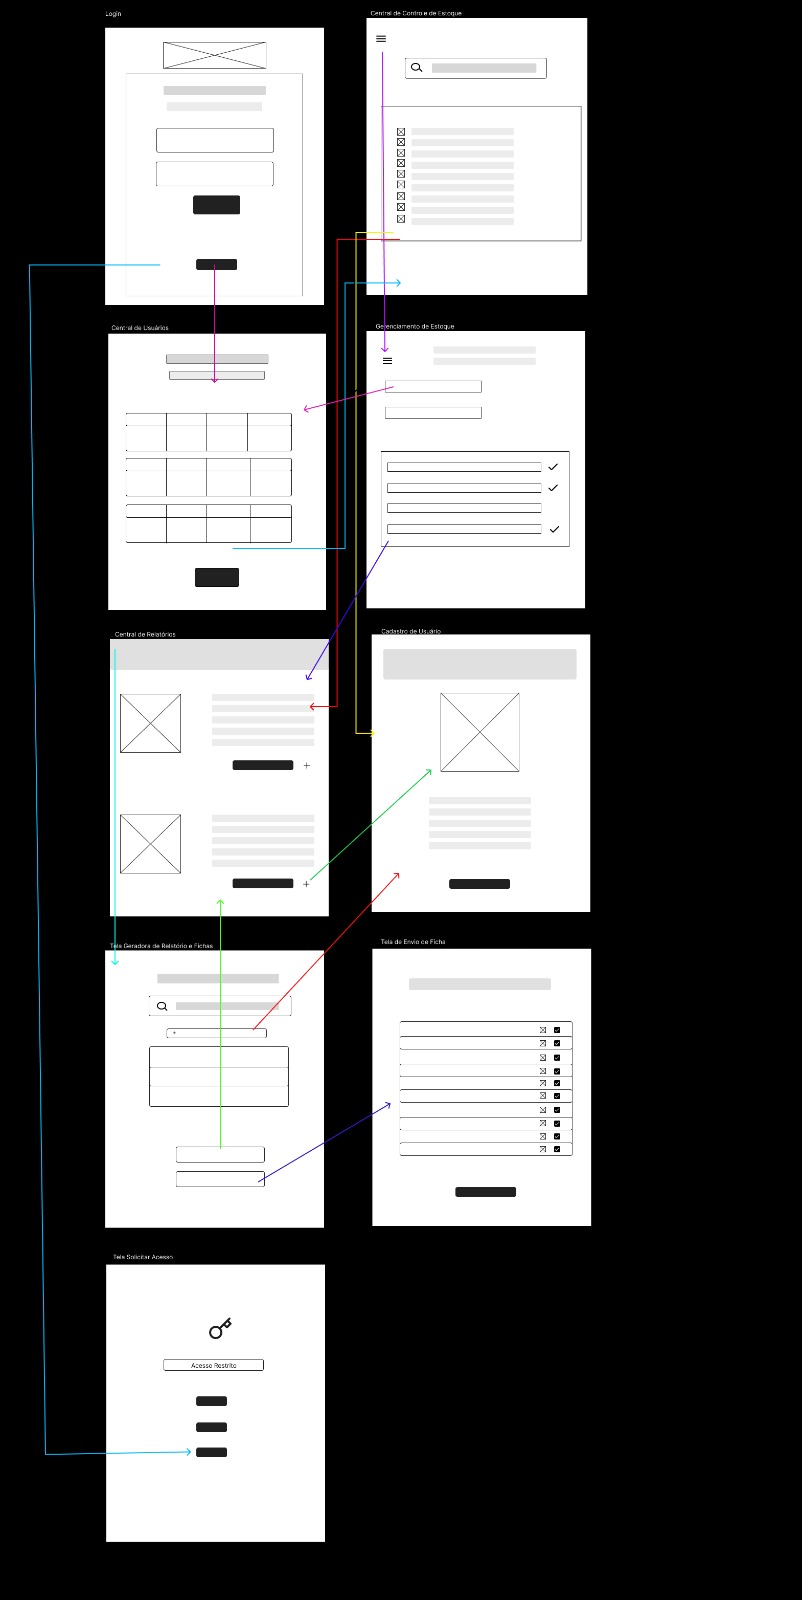 Login
Central de Controle de Estoque
Central de Usuários
Gerenciamento de Estoque
Central de Relatórios
Cadastro de Usuário
Tela Geradora de Relatório e Fichas
Tela de Envio de Ficha
Tela Solicitar Acesso
Acesso Restrito